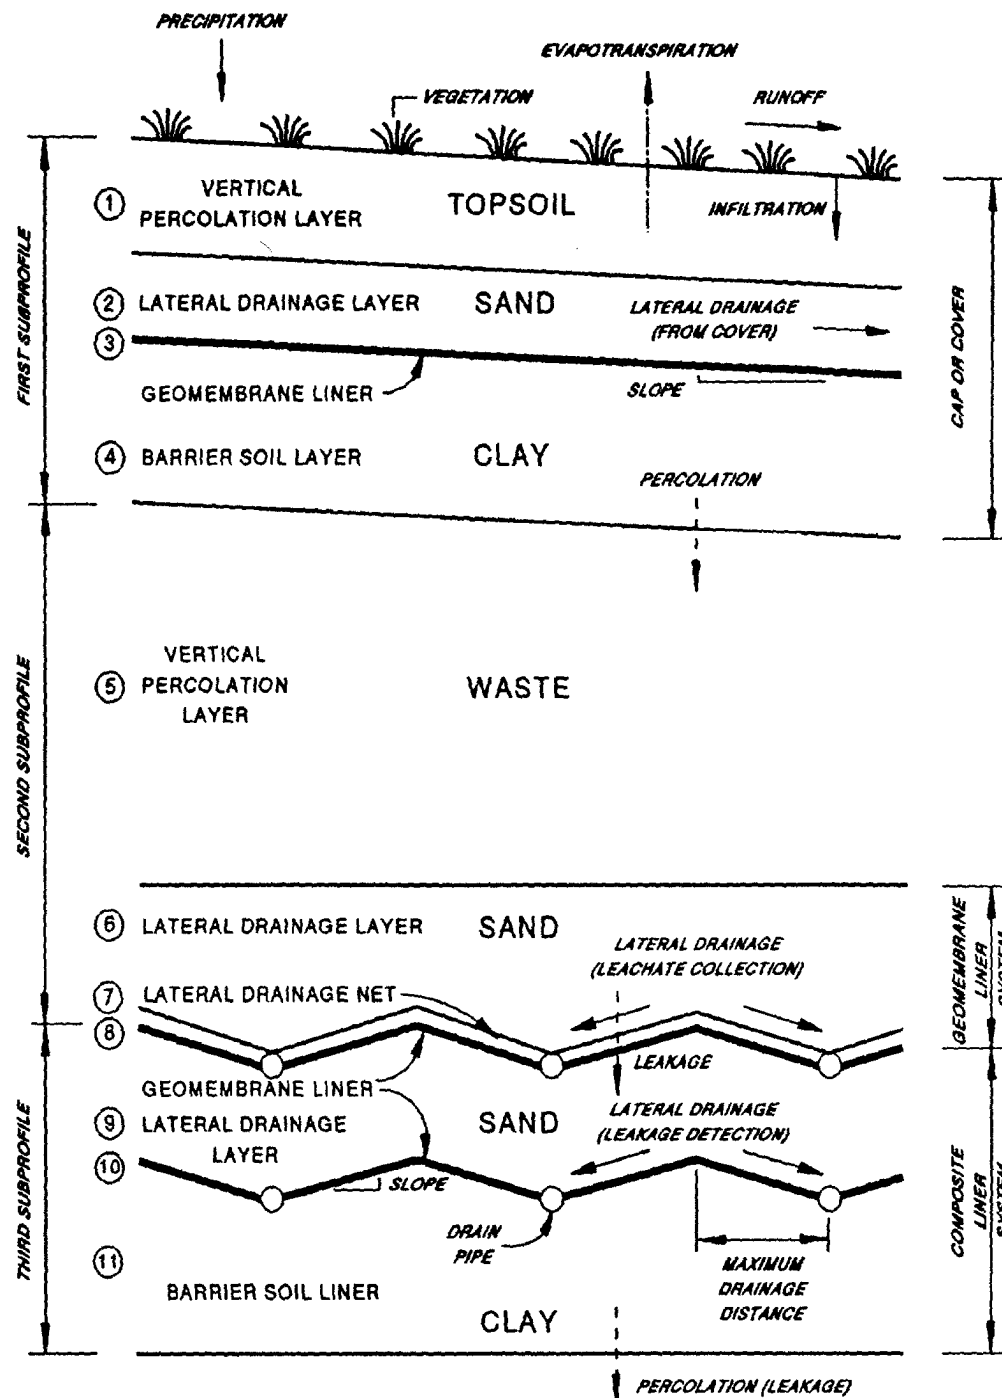 PRECIPITATION
EVAPOTRANSPIRATION
VEGETATION
RUNOFF
1
VERTICAL
PERCOLATION LAYER
TOPSOIL
INFILTRATION
2
LATERAL DRAINAGE LAYER
SAND
LATERAL DRAINAGE
(FROM COVER)
3
GEOMEMBRANE LINER
SLOPE
4
BARRIER SOIL LAYER
CLAY
PERCOLATION
FIRST SUBPROFILE
CAP OR COVER
5
VERTICAL
PERCOLATION
LAYER
WASTE
SECOND SUBPROFILE
6
LATERAL DRAINAGE LAYER
SAND
LATERAL DRAINAGE
(LEACHATE COLLECTION)
7
LATERAL DRAINAGE NET
8
GEOMEMBRANE LINER
LEAKAGE
GEOMEMBRANE
LINER
SYSTEM
9
LATERAL DRAINAGE
LAYER
SAND
LATERAL DRAINAGE
(LEAKAGE DETECTION)
10
SLOPE
DRAIN
PIPE
MAXIMUM
DRAINAGE
DISTANCE
11
BARRIER SOIL LINER
CLAY
THIRD SUBPROFILE
COMPOSITE
LINER
SYSTEM
PERCOLATION (LEAKAGE)